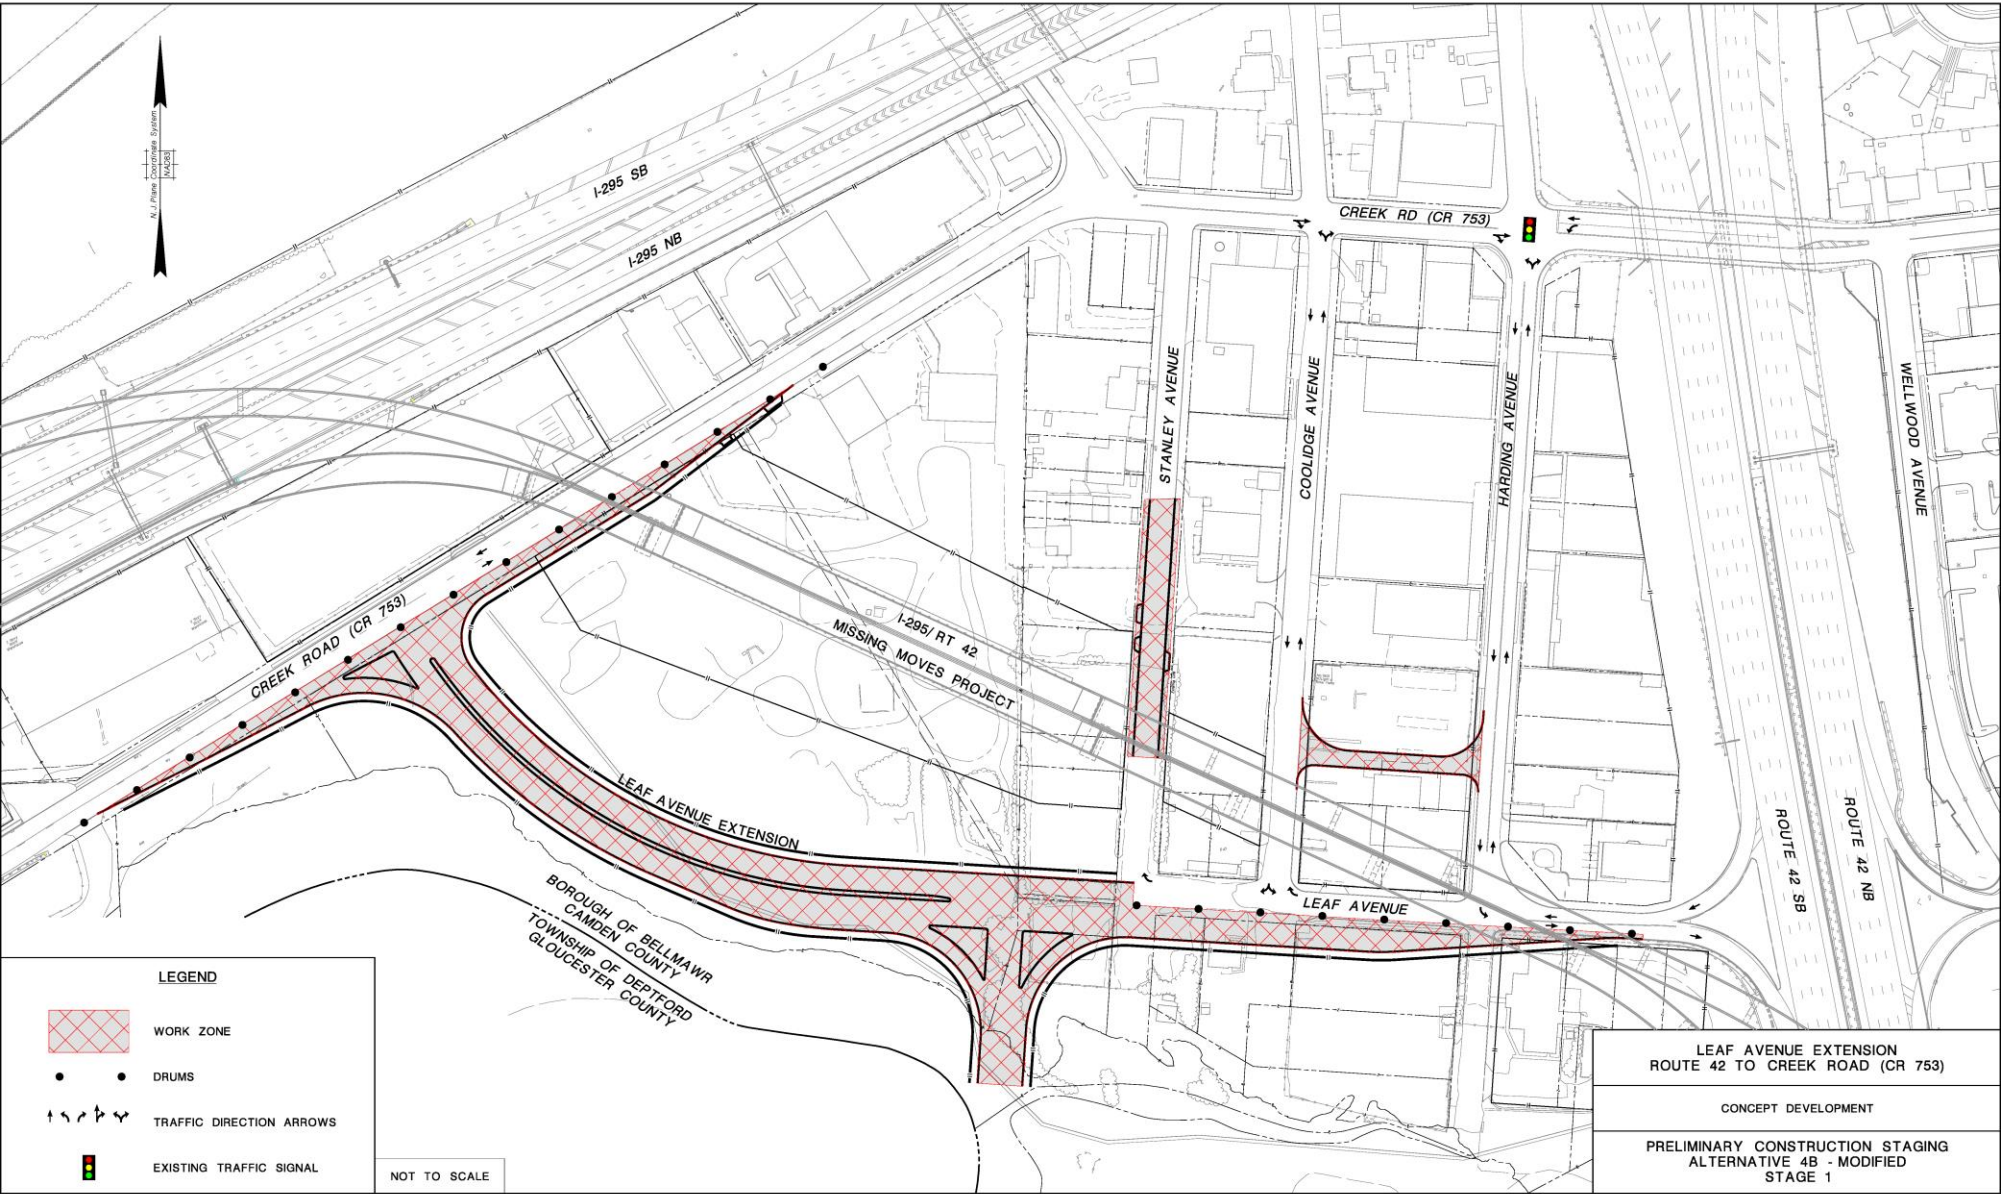 N.J. Plane Coordinate System
NAD83
I-295 SB
I-295 NB
CREEK RD (CR 753)
STANLEY AVENUE
COOLIDGE AVENUE
HARDING AVENUE
WELLWOOD AVENUE
CREEK ROAD (CR 753)
I-295/ RT 42
MISSING MOVES PROJECT
LEAF AVENUE EXTENSION
ROUTE 42 SB
ROUTE 42 NB
LEAF AVENUE
BOROUGH OF BELLMAWR
CAMDEN COUNTY
TOWNSHIP OF DEPTFORD
GLOUCESTER COUNTY
LEGEND
WORK ZONE
DRUMS
TRAFFIC DIRECTION ARROWS
EXISTING TRAFFIC SIGNAL
NOT TO SCALE
LEAF AVENUE EXTENSION
ROUTE 42 TO CREEK ROAD (CR 753)
CONCEPT DEVELOPMENT
PRELIMINARY CONSTRUCTION STAGING
ALTERNATIVE 4B - MODIFIED
STAGE 1